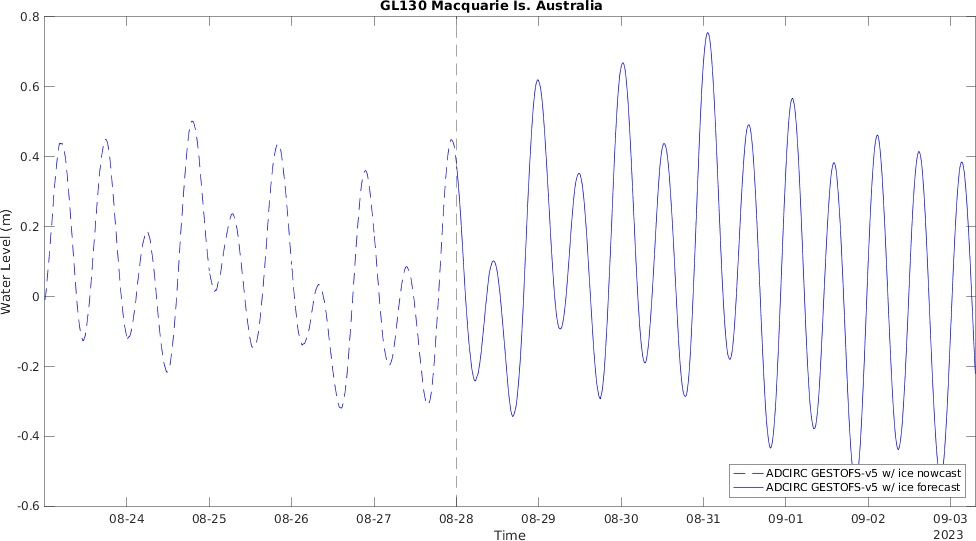 GL130 Macquarie Is. Australia
0.8
0.6
0.4
0.2
0
-0.2
-0.4
-0.6
Water Level (m)
ADCIRC GESTOFS-v5 w/ ice nowcast
ADCIRC GESTOFS-v5 w/ ice forecast
08-24 08-25 08-26 08-27 08-28 08-29 08-30 08-31 09-01 09-02 09-03
2023
Time